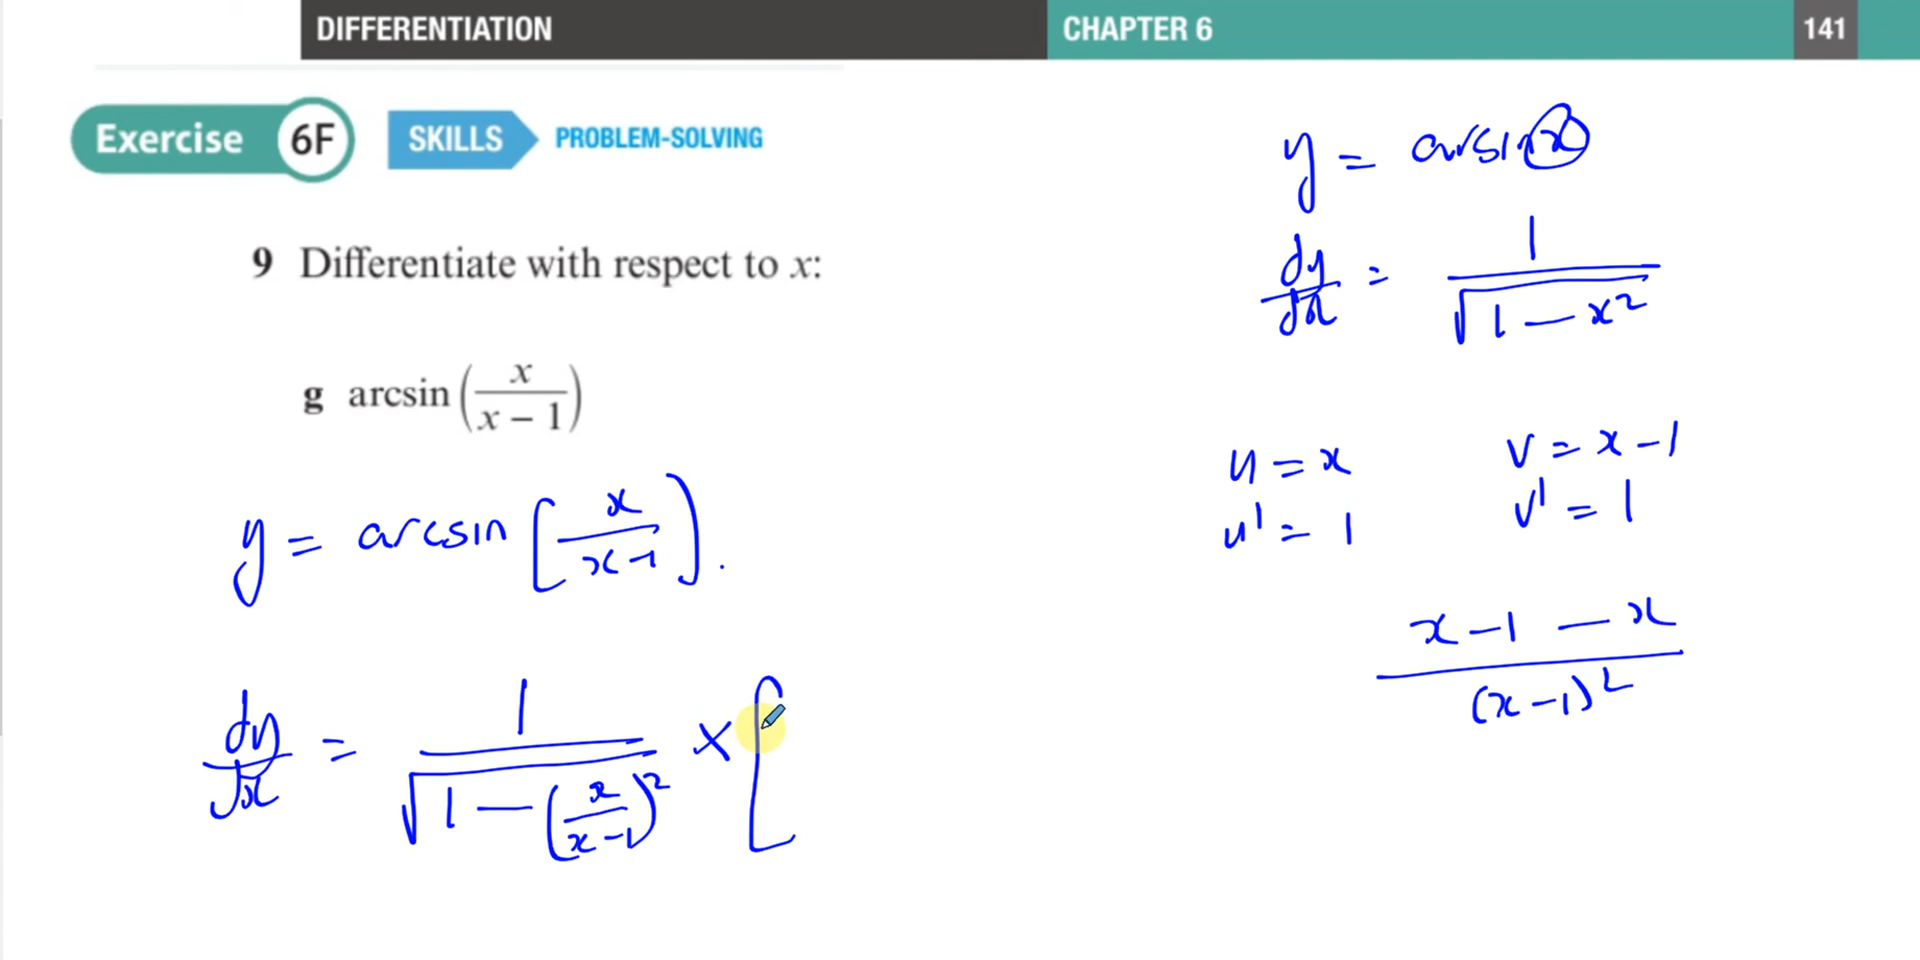 DIFFERENTIATION CHAPTER 6 141
Exercise 6F SKILLS PROBLEM-SOLVING
9 Differentiate with respect to x:
g arcsin (x/(x − 1))
y = arcsin [x/(x-1)).
dy/dx = 1/√(1 − (x/(x-1))²) × [
y = arsin x
dy/dx = 1/√(1 − x²)
u = x v = x - 1
u' = 1 v' = 1
(x - 1 − x)/(x - 1)²